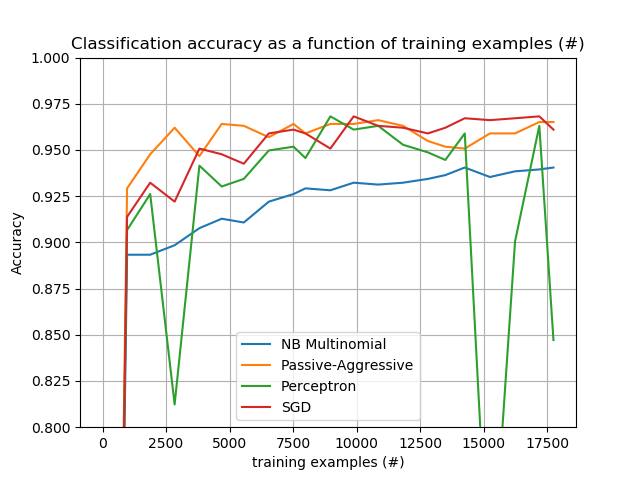 Classification accuracy as a function of training examples (#)
1.000
0.975
0.950
0.925
0.900
0.875
0.850
0.825
0.800
Accuracy
NB Multinomial
Passive-Aggressive
Perceptron
SGD
0 2500 5000 7500 10000 12500 15000 17500
training examples (#)